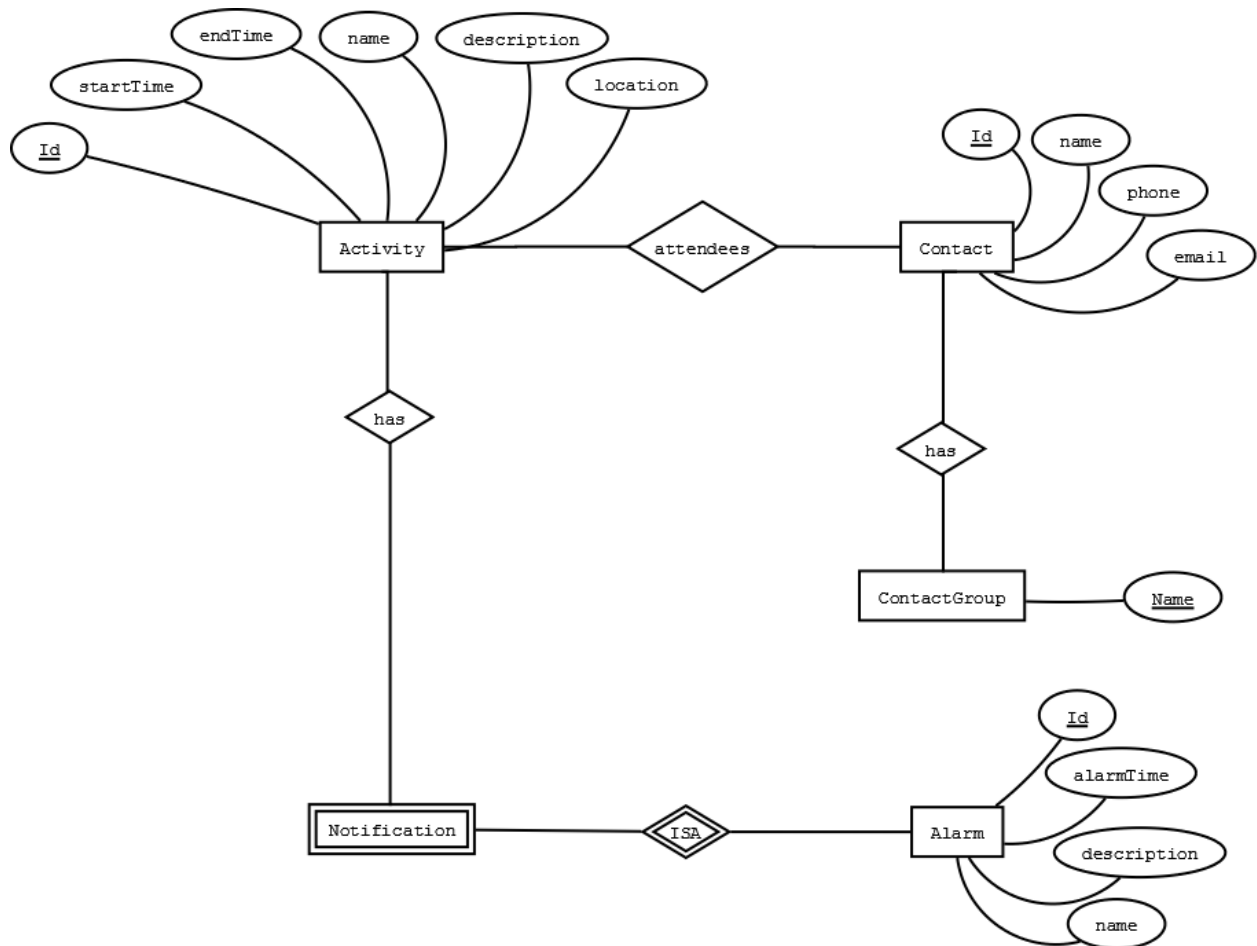 endTime
name
description
startTime
location
Id
Id
name
phone
email
Activity
attendees
Contact
has
has
ContactGroup
Name
Id
alarmTime
Notification
ISA
Alarm
description
name